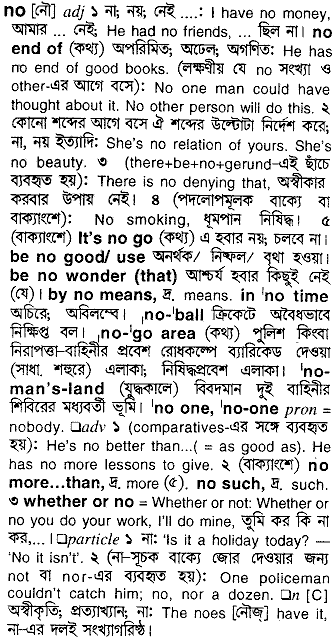 no [নৌ] adj ১ না; নয়; নেই ....: I have no money,
আমার ... নেই; He had no friends, ... ছিল না। no
end of (কথ্য) অপরিমিত; অঢেল; অগণিত: He has
no end of good books. (লক্ষণীয় যে no সংখ্যা ও
other-এর আগে বসে): No one man could have
thought about it. No other person will do this. ২
কোনো শব্দের আগে বসে ঐ শব্দের উল্টোটা নির্দেশ করে;
না, নয় ইত্যাদি: She's no relation of yours. She's
no beauty. ৩ (there+be+no+gerund-এই ছাঁচে
ব্যবহৃত হয়): There is no denying that, অস্বীকার
করবার উপায় নেই। ৪ (পদলোপমূলক বাক্যে বা
বাক্যাংশে): No smoking, ধূমপান নিষিদ্ধ। ৫
(বাক্যাংশে) It's no go (কথ্য) এ হবার নয়; চলবে না।
be no good/ use অনর্থক/ নিষ্ফল/ বৃথা হওয়া।
be no wonder (that) আশ্চর্য হবার কিছুই নেই
(যে)। by no means, দ্র. means. in ˈno time
অচিরে; অবিলম্বে। ˌno-ˈball ক্রিকেটে অবৈধভাবে
নিক্ষিপ্ত বল। ˌno-ˈgo area (কথ্য) পুলিশ কিংবা
নিরাপত্তা-বাহিনীর প্রবেশ রোধকল্পে ব্যারিকেড দেওয়া
(সাধা. শহুরে) এলাকা; নিষিদ্ধপ্রবেশ এলাকা। ˈno-
man's-land (যুদ্ধকালে) বিবদমান দুই বাহিনীর
শিবিরের মধ্যবর্তী ভূমি। ˈno one, ˈno-one pron =
nobody. □adv ১ (comparatives-এর সঙ্গে ব্যবহৃত
হয়): He's no better than...( = as good as). He
has no more lessons to give. ২ (বাক্যাংশে) no
more...than, দ্র. more (৫). no such, দ্র. such.
৩ whether or no = Whether or not: Whether or
no you do your work, I'll do mine, তুমি কর কি না
কর,...। □particle ১ না: 'Is it a holiday today? —
'No it isn't'. ২ (না-সূচক বাক্যে জোর দেওয়ার জন্য
not বা nor-এর ব্যবহৃত হয়): One policeman
couldn't catch him; no, nor a dozen. □n [C]
অস্বীকৃতি; প্রত্যাখ্যান; না: The noes [নৌজ্] have it,
না-এর দলই সংখ্যাগরিষ্ঠ।